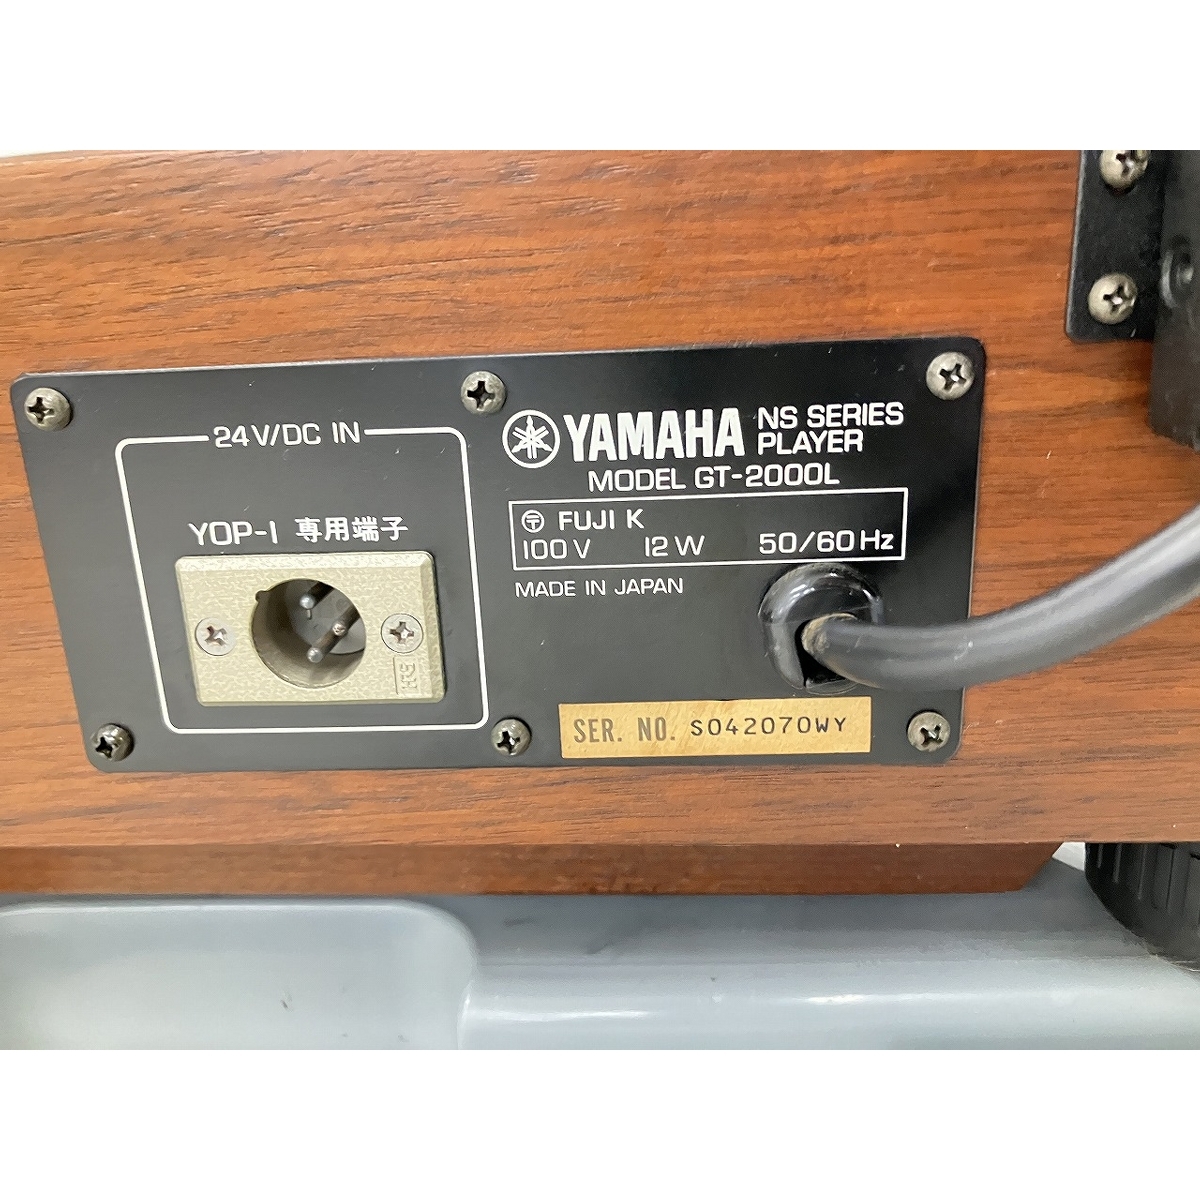 24V/DC IN
YOP-1 専用端子
YAMAHA NS SERIES PLAYER
MODEL GT-2000L
〒 FUJI K
100V 12W 50/60Hz
MADE IN JAPAN
SER. NO. S042070WY